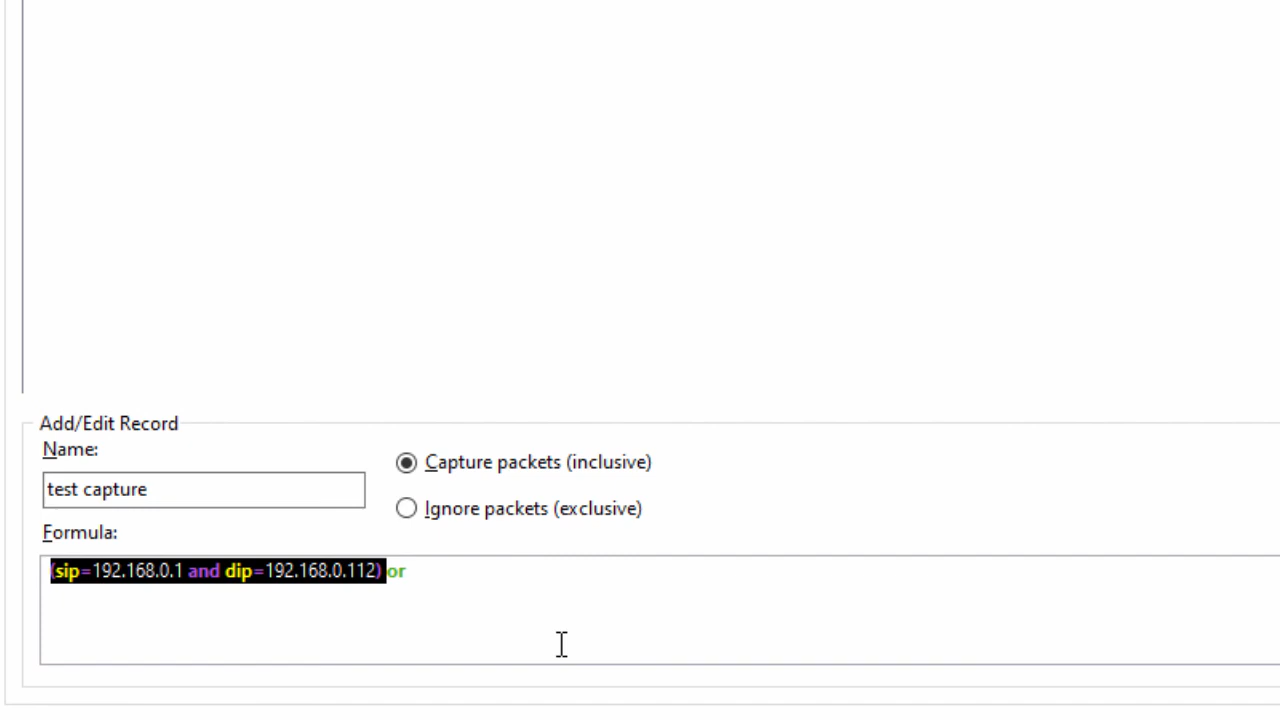 Add/Edit Record
Name:
Capture packets (inclusive)
test capture
Ignore packets (exclusive)
Formula:
(sip=192.168.0.1 and dip=192.168.0.112) or